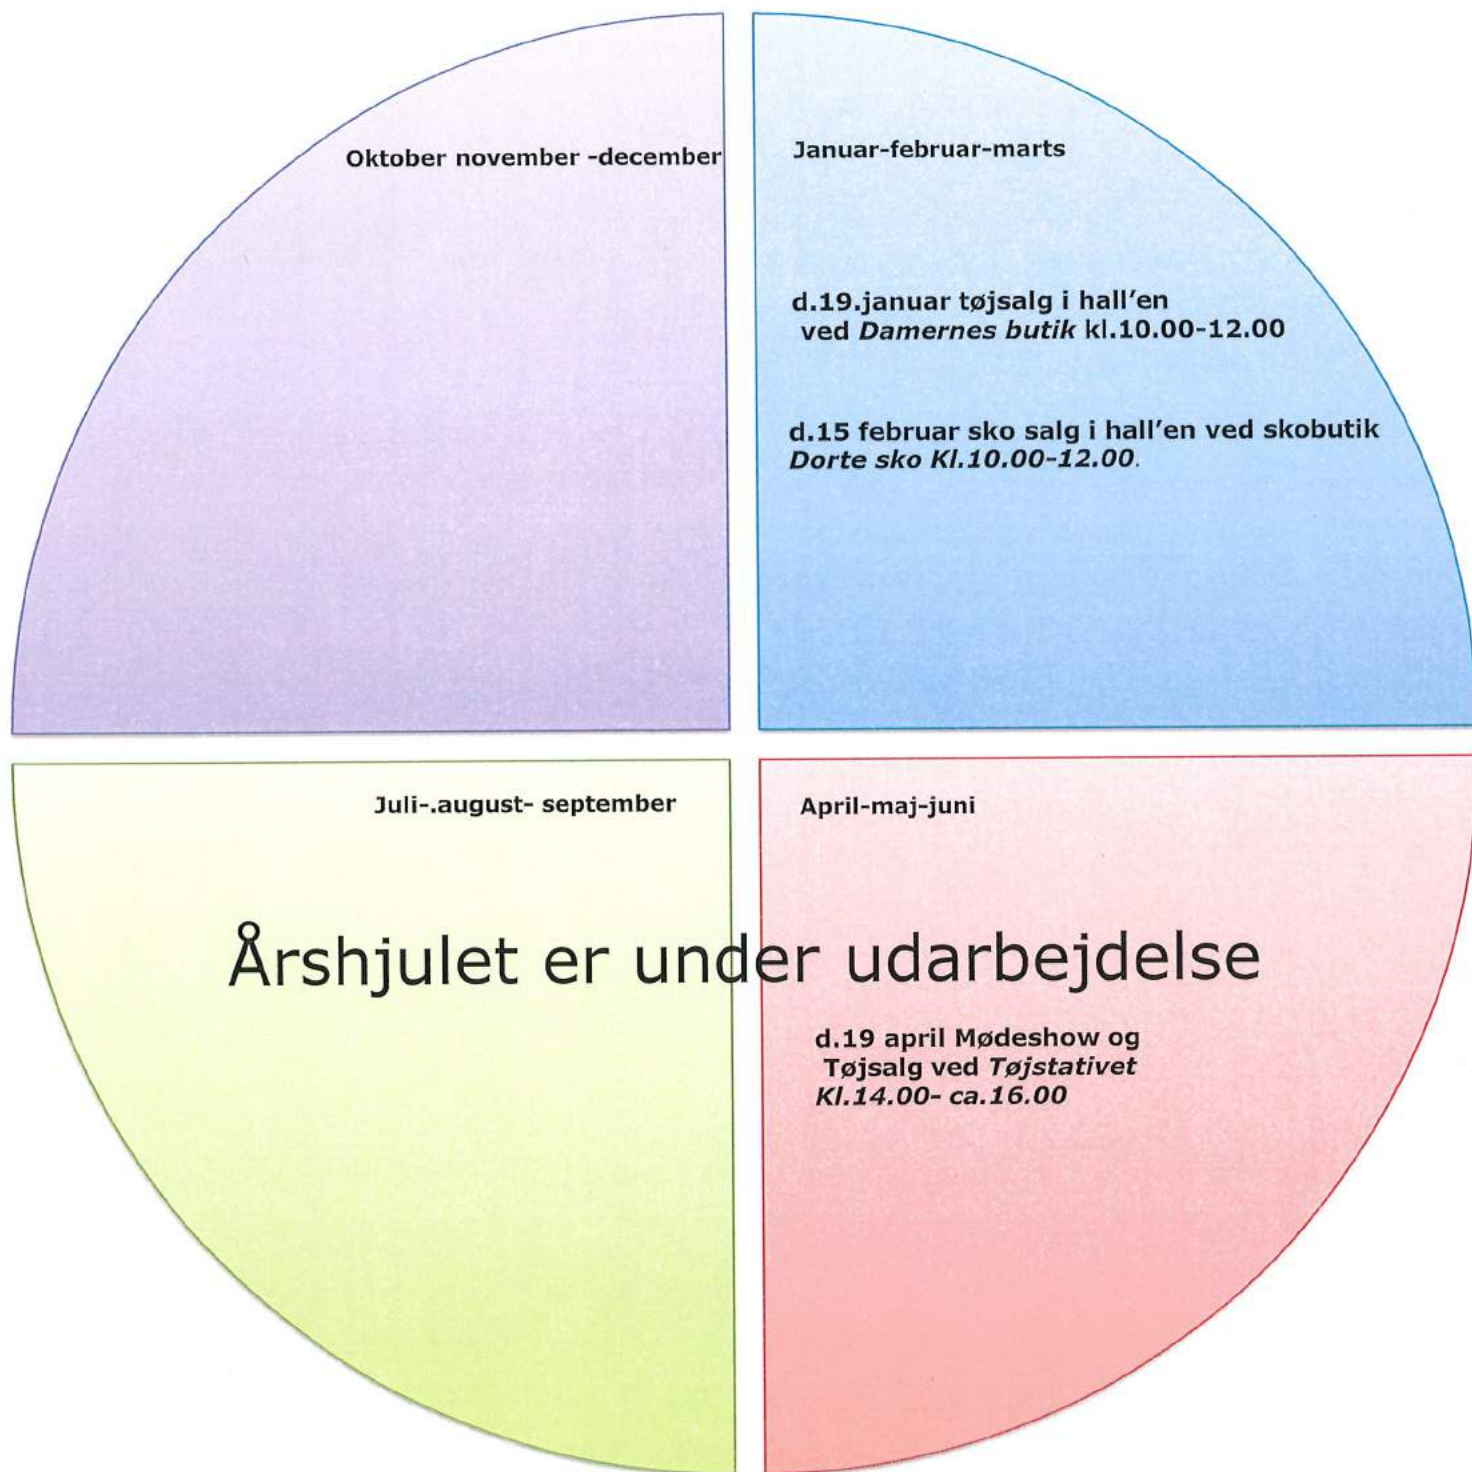 Oktober november -december
Januar-februar-marts
d.19.januar tøjsalg i hall'en
ved Damernes butik kl.10.00-12.00
d.15 februar sko salg i hall'en ved skobutik
Dorte sko Kl.10.00-12.00.
Juli-.august- september
April-maj-juni
Årshjulet er under udarbejdelse
d.19 april Mødeshow og
Tøjsalg ved Tøjstativet
Kl.14.00- ca.16.00